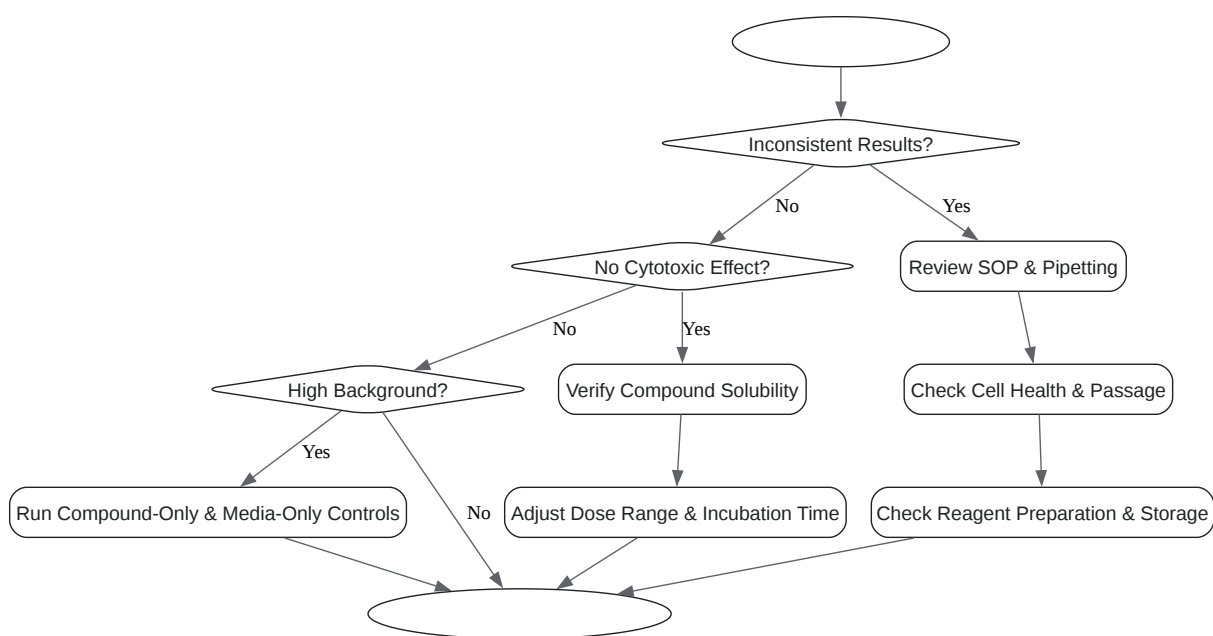 Inconsistent Results?
No
Yes
No Cytotoxic Effect?
Review SOP & Pipetting
No
Yes
High Background?
Verify Compound Solubility
Check Cell Health & Passage
Yes
Run Compound-Only & Media-Only Controls
No
Adjust Dose Range & Incubation Time
Check Reagent Preparation & Storage